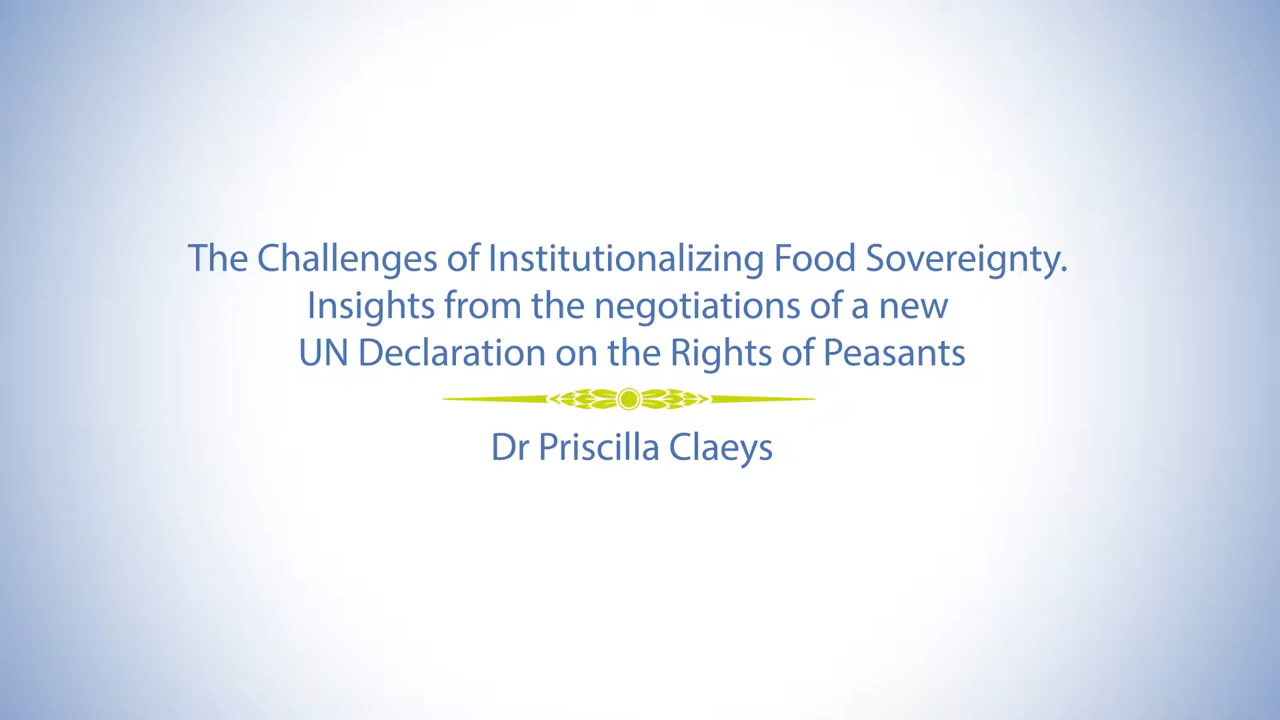 The Challenges of Institutionalizing Food Sovereignty.
Insights from the negotiations of a new
UN Declaration on the Rights of Peasants
Dr Priscilla Claeys